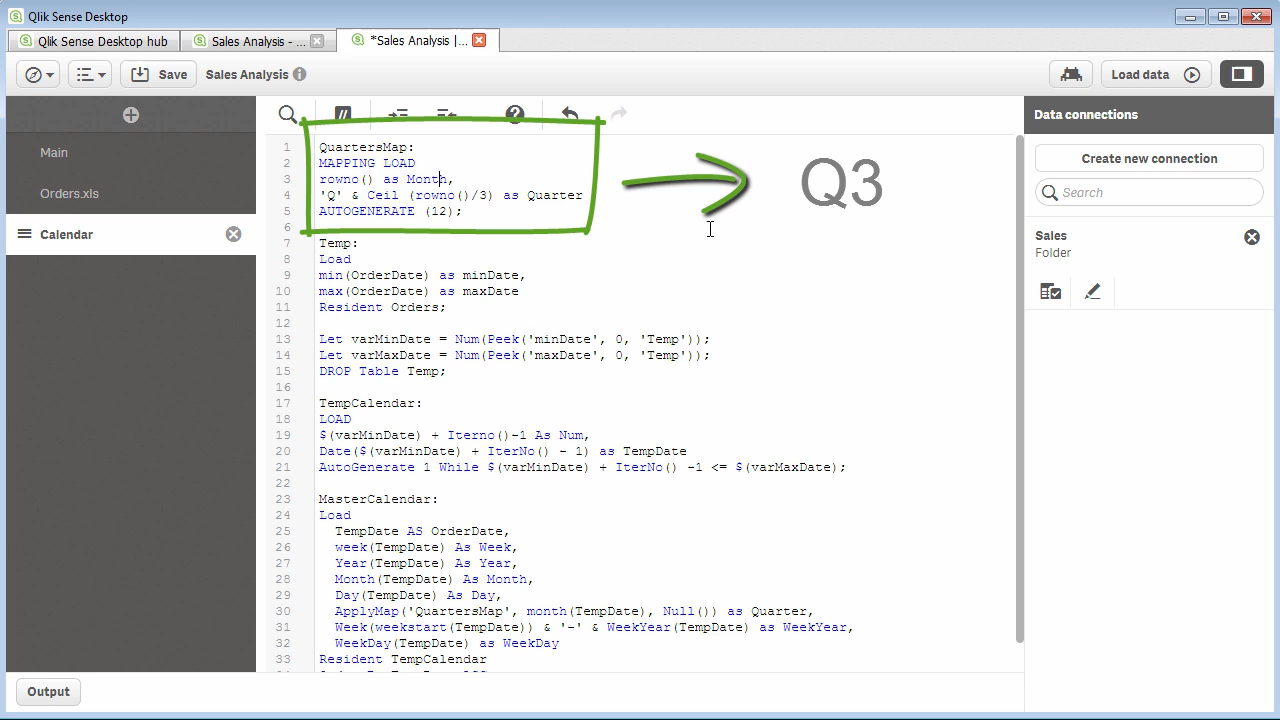 Qlik Sense Desktop
Qlik Sense Desktop hub
Sales Analysis - ...
*Sales Analysis |...
Save
Sales Analysis
Load data
Main
Orders.xls
Calendar
1 QuartersMap:
2 MAPPING LOAD
3 rowno() as Month,
4 'Q' & Ceil (rowno()/3) as Quarter
5 AUTOGENERATE (12);
6
7 Temp:
8 Load
9 min(OrderDate) as minDate,
10 max(OrderDate) as maxDate
11 Resident Orders;
12
13 Let varMinDate = Num(Peek('minDate', 0, 'Temp'));
14 Let varMaxDate = Num(Peek('maxDate', 0, 'Temp'));
15 DROP Table Temp;
16
17 TempCalendar:
18 LOAD
19 $(varMinDate) + Iterno()-1 As Num,
20 Date($(varMinDate) + IterNo() - 1) as TempDate
21 AutoGenerate 1 While $(varMinDate) + IterNo() -1 <= $(varMaxDate);
22
23 MasterCalendar:
24 Load
25 TempDate AS OrderDate,
26 week(TempDate) As Week,
27 Year(TempDate) As Year,
28 Month(TempDate) As Month,
29 Day(TempDate) As Day,
30 ApplyMap('QuartersMap', month(TempDate), Null()) as Quarter,
31 Week(weekstart(TempDate)) & '-' & WeekYear(TempDate) as WeekYear,
32 WeekDay(TempDate) as WeekDay
33 Resident TempCalendar
Q3
Data connections
Create new connection
Search
Sales
Folder
Output